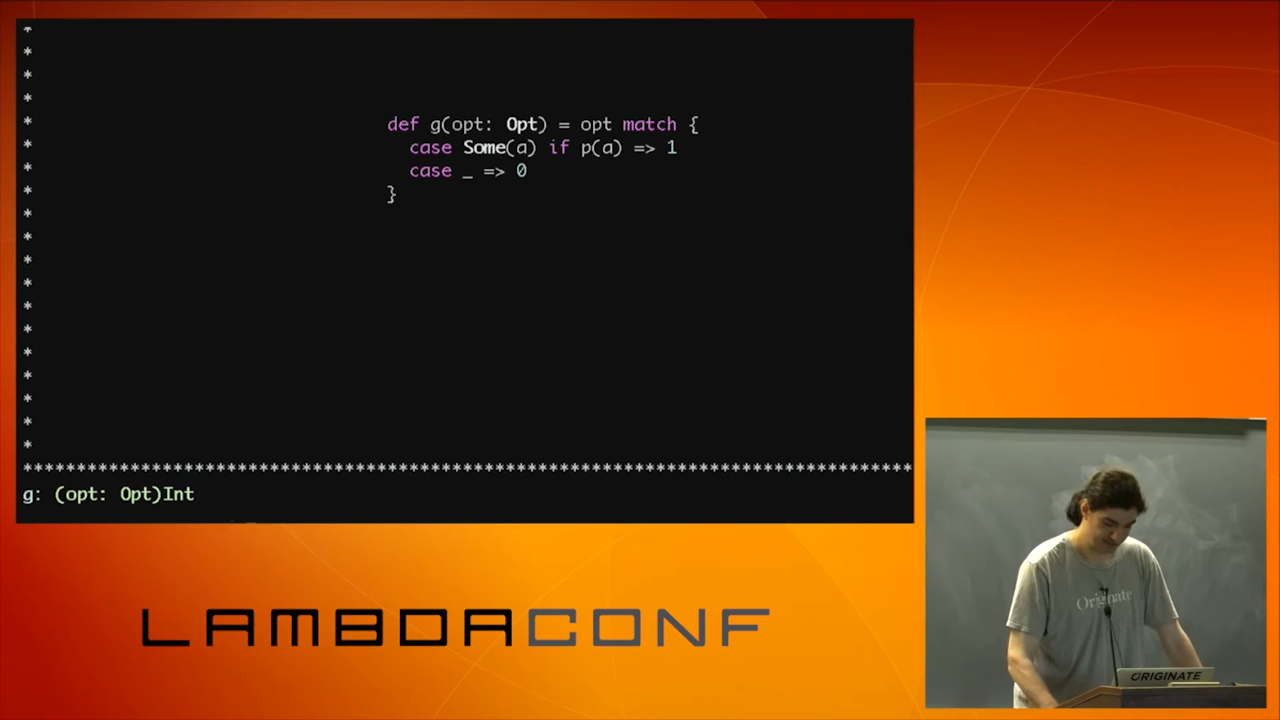 *
*
*
*
*
def g(opt: Opt) = opt match {
* case Some(a) if p(a) => 1
* case _ => 0
* }
*
*
*
*
*
*
*
*
*
*
**********************************************************************************
g: (opt: Opt)Int
Originate
ORIGINATE
LAMBDACONF